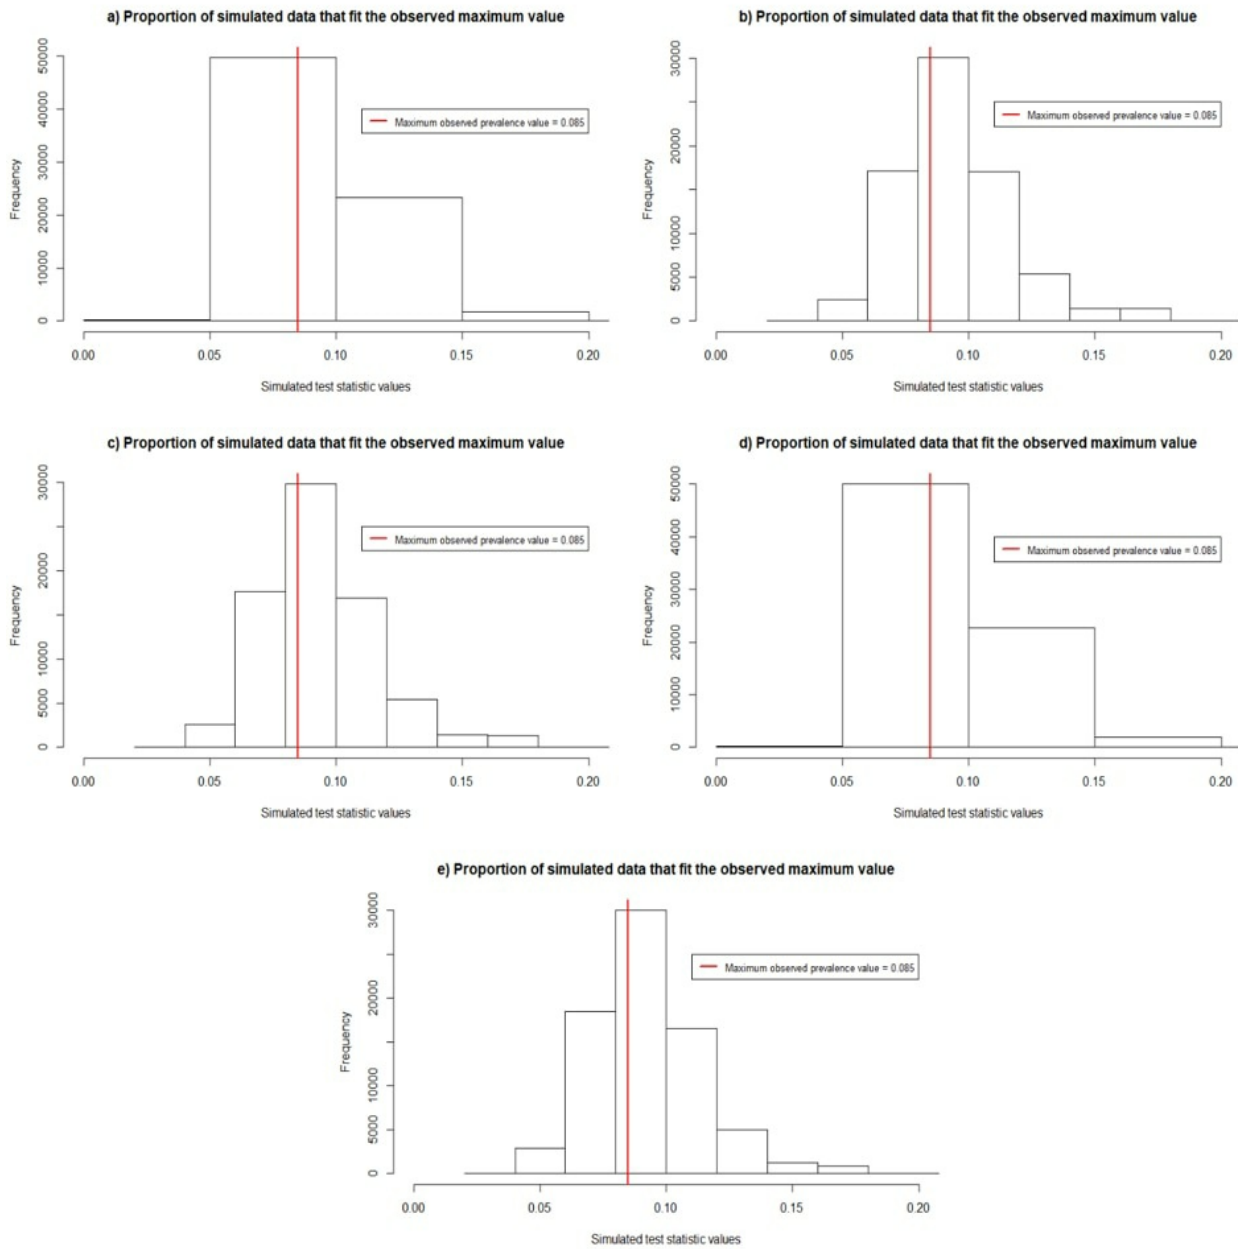 a) Proportion of simulated data that fit the observed maximum value
50000
40000
30000
20000
10000
0
Frequency
Maximum observed prevalence value = 0.085
0.00 0.05 0.10 0.15 0.20
Simulated test statistic values
b) Proportion of simulated data that fit the observed maximum value
30000
20000
10000
5000
0
Frequency
Maximum observed prevalence value = 0.085
0.00 0.05 0.10 0.15 0.20
Simulated test statistic values
c) Proportion of simulated data that fit the observed maximum value
30000
20000
10000
5000
0
Frequency
Maximum observed prevalence value = 0.085
0.00 0.05 0.10 0.15 0.20
Simulated test statistic values
d) Proportion of simulated data that fit the observed maximum value
50000
40000
30000
20000
10000
0
Frequency
Maximum observed prevalence value = 0.085
0.00 0.05 0.10 0.15 0.20
Simulated test statistic values
e) Proportion of simulated data that fit the observed maximum value
30000
20000
10000
5000
0
Frequency
Maximum observed prevalence value = 0.085
0.00 0.05 0.10 0.15 0.20
Simulated test statistic values